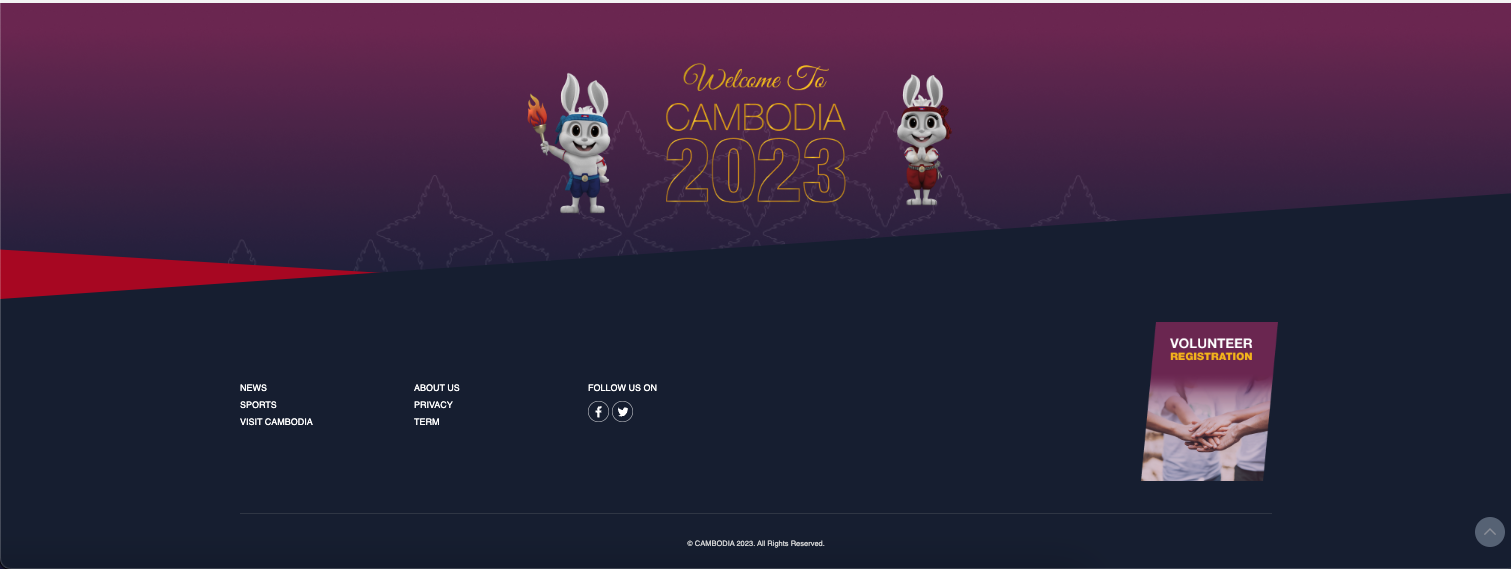 Welcome To
CAMBODIA
2023
VOLUNTEER
REGISTRATION
NEWS
SPORTS
VISIT CAMBODIA
ABOUT US
PRIVACY
TERM
FOLLOW US ON
© CAMBODIA 2023. All Rights Reserved.